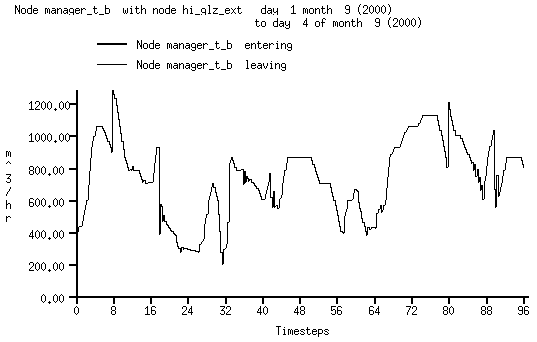 Node manager_t_b with node hi_qlz_ext day 1 month 9 (2000)
to day 4 of month 9 (2000)
Node manager_t_b entering
Node manager_t_b leaving
1200.00
1000.00
800.00
600.00
400.00
200.00
0.00
m^3/hr
0 8 16 24 32 40 48 56 64 72 80 88 96
Timesteps